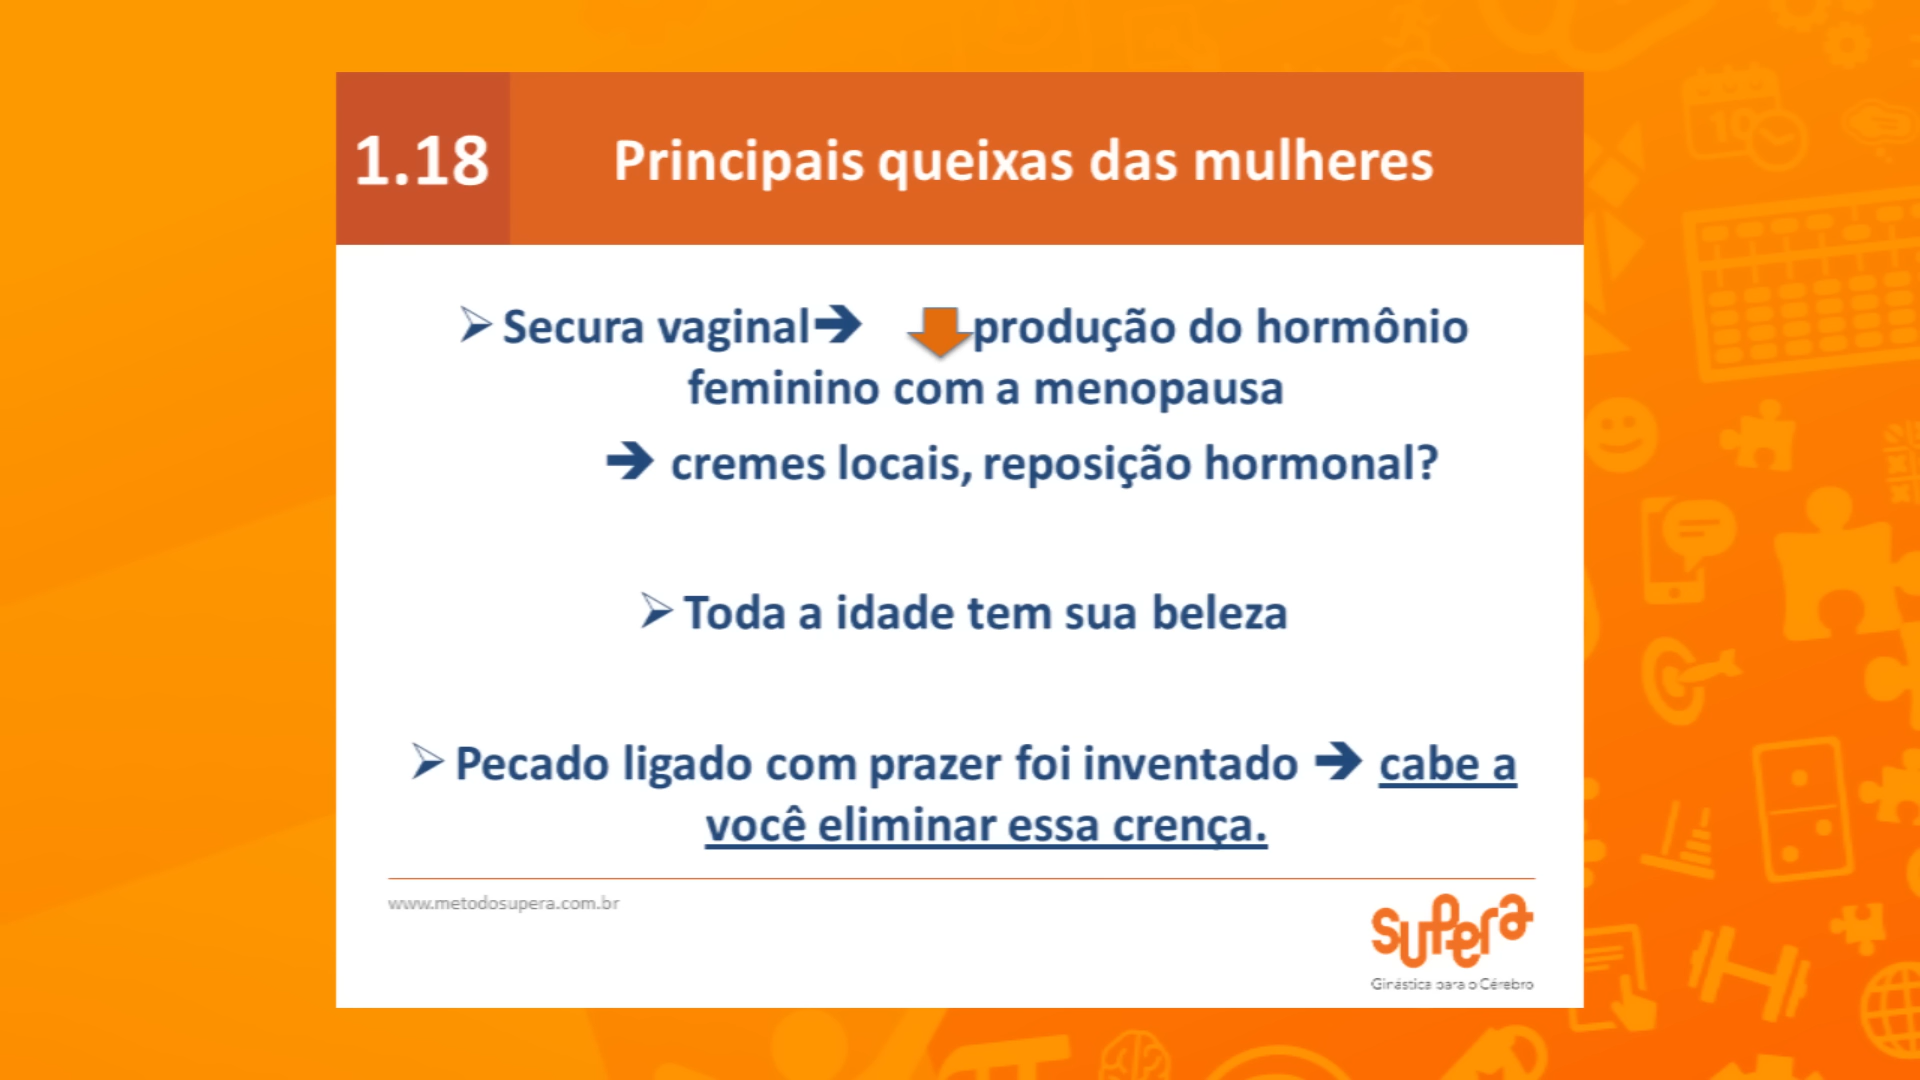 1.18
Principais queixas das mulheres
➢ Secura vaginal➔ ⬇produção do hormônio
feminino com a menopausa
➔ cremes locais, reposição hormonal?
➢ Toda a idade tem sua beleza
➢ Pecado ligado com prazer foi inventado ➔ cabe a
você eliminar essa crença.
www.metodosupera.com.br
supera
Ginástica para o Cérebro
10